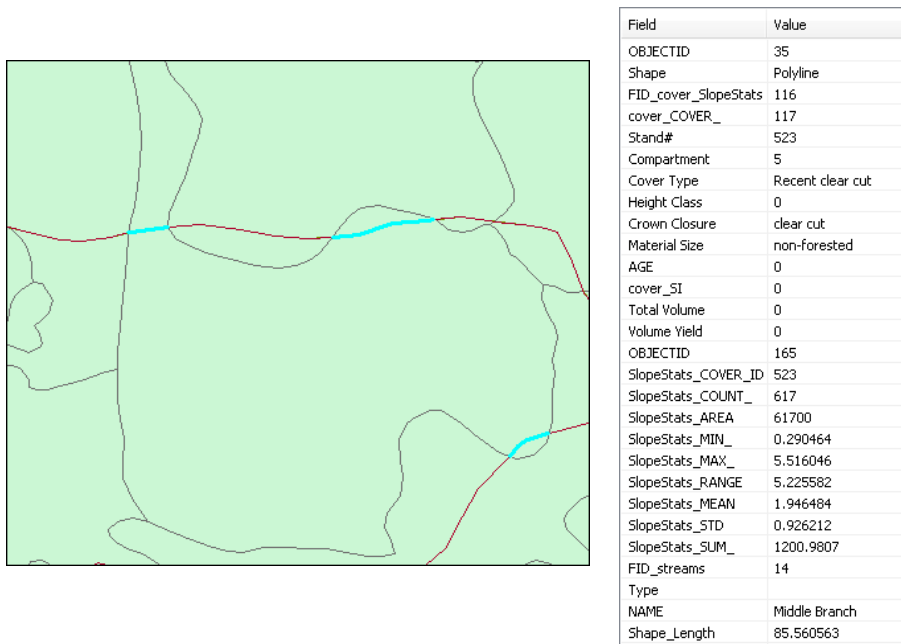 Field Value
OBJECTID 35
Shape Polyline
FID_cover_SlopeStats 116
cover_COVER_ 117
Stand# 523
Compartment 5
Cover Type Recent clear cut
Height Class 0
Crown Closure clear cut
Material Size non-forested
AGE 0
cover_SI 0
Total Volume 0
Volume Yield 0
OBJECTID 165
SlopeStats_COVER_ID 523
SlopeStats_COUNT_ 617
SlopeStats_AREA 61700
SlopeStats_MIN_ 0.290464
SlopeStats_MAX_ 5.516046
SlopeStats_RANGE 5.225582
SlopeStats_MEAN 1.946484
SlopeStats_STD 0.926212
SlopeStats_SUM_ 1200.9807
FID_streams 14
Type
NAME Middle Branch
Shape_Length 85.560563